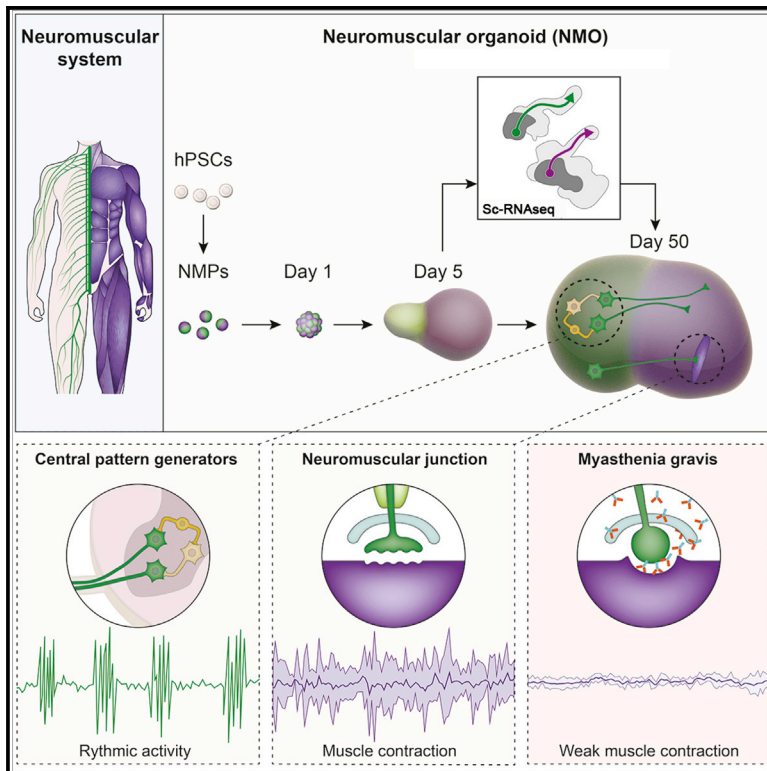 Neuromuscular
system
Neuromuscular organoid (NMO)
hPSCs
Sc-RNAseq
NMPs
Day 1
Day 5
Day 50
Central pattern generators
Neuromuscular junction
Myasthenia gravis
Rythmic activity
Muscle contraction
Weak muscle contraction